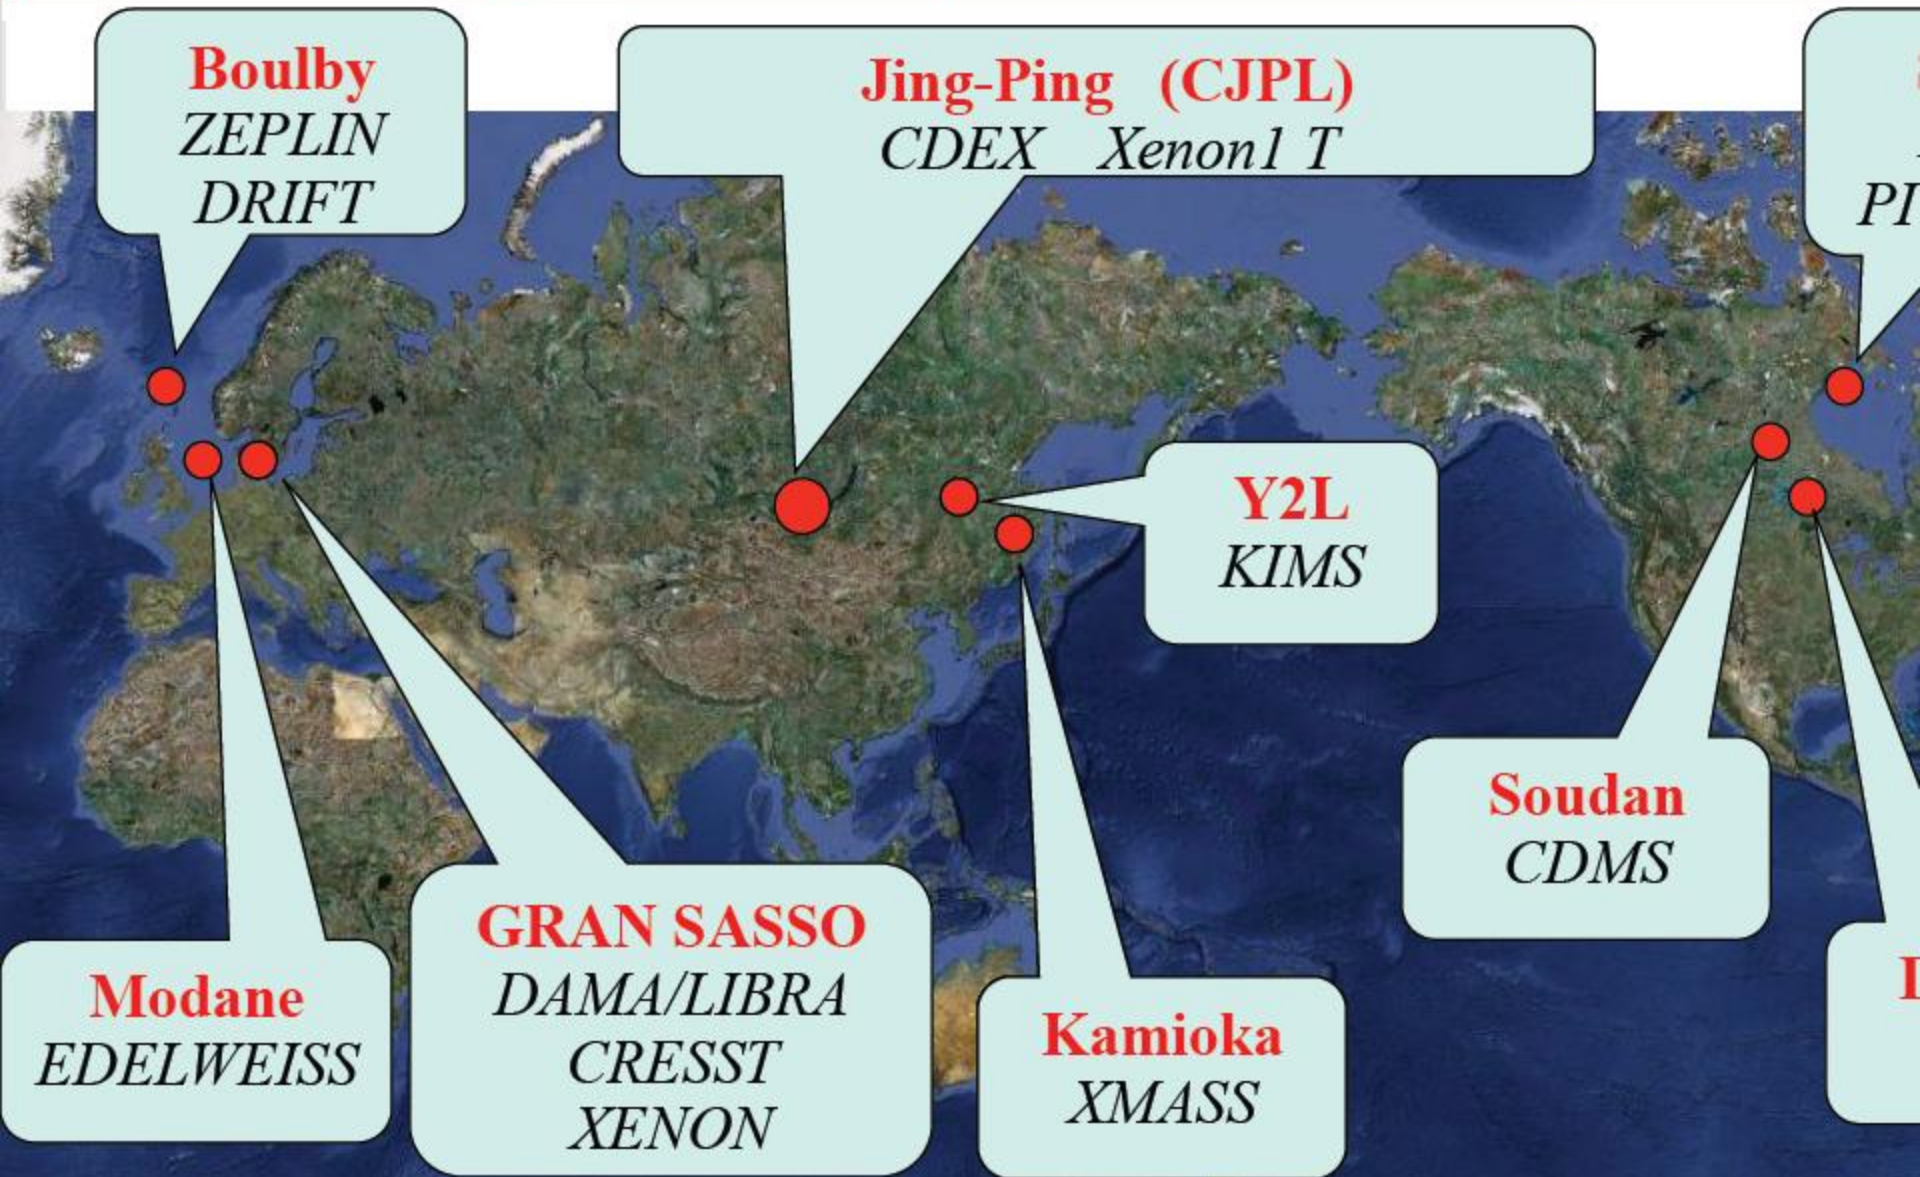 Boulby
ZEPLIN
DRIFT
Jing-Ping (CJPL)
CDEX Xenon1 T
Y2L
KIMS
Soudan
CDMS
Modane
EDELWEISS
GRAN SASSO
DAMA/LIBRA
CRESST
XENON
Kamioka
XMASS